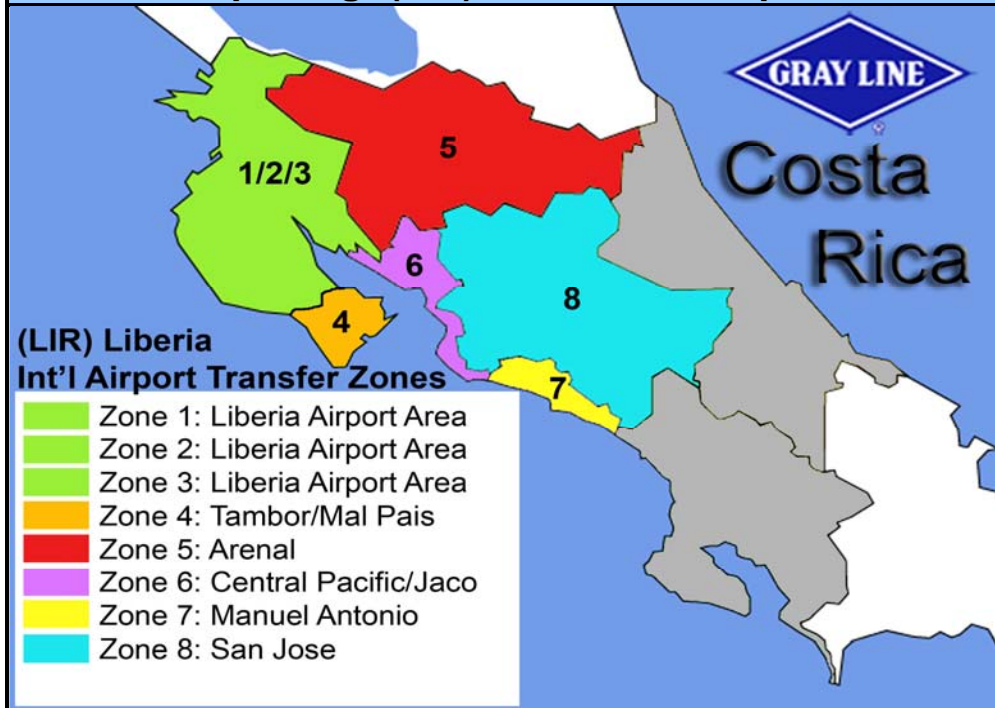 GRAY LINE
Costa
Rica
1/2/3
5
6
8
4
7
(LIR) Liberia
Int'l Airport Transfer Zones
Zone 1: Liberia Airport Area
Zone 2: Liberia Airport Area
Zone 3: Liberia Airport Area
Zone 4: Tambor/Mal Pais
Zone 5: Arenal
Zone 6: Central Pacific/Jaco
Zone 7: Manuel Antonio
Zone 8: San Jose